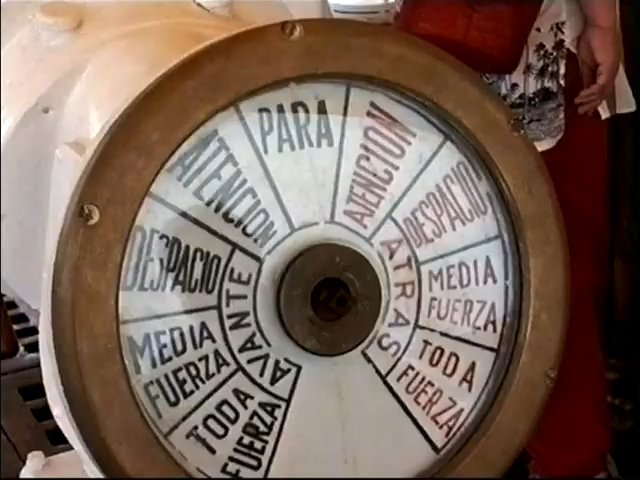 PARA
ATENCION
ATENCION
DESPACIO
DESPACIO
MEDIA
FUERZA
MEDIA
FUERZA
TODA
FUERZA
TODA
FUERZA
AVANTE
ATRAS